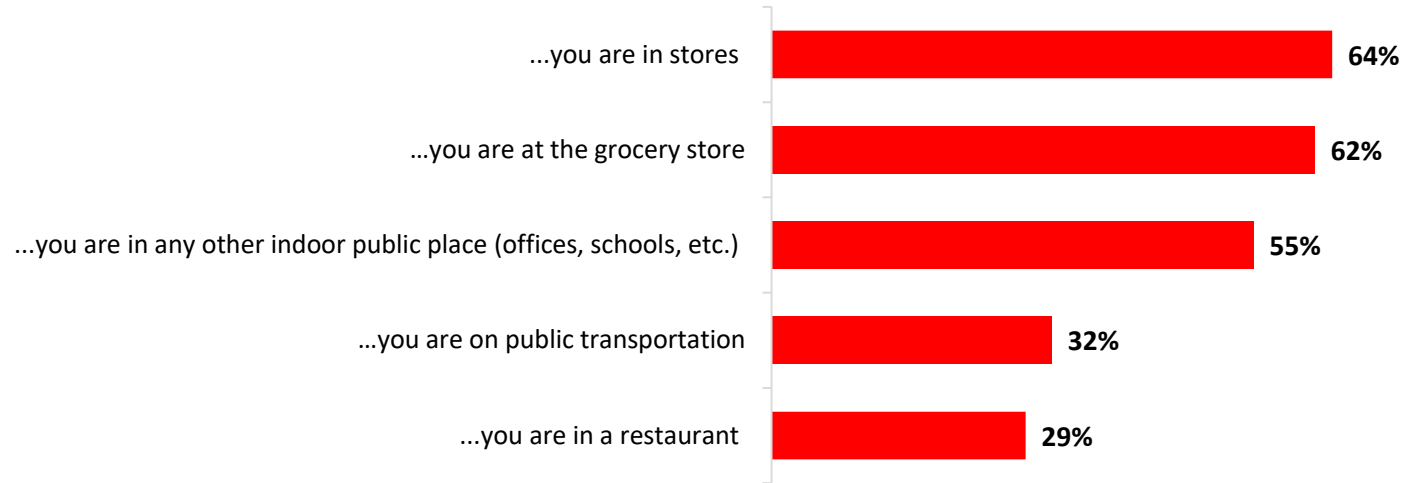 ...you are in stores 64%
…you are at the grocery store 62%
...you are in any other indoor public place (offices, schools, etc.) 55%
…you are on public transportation 32%
...you are in a restaurant 29%